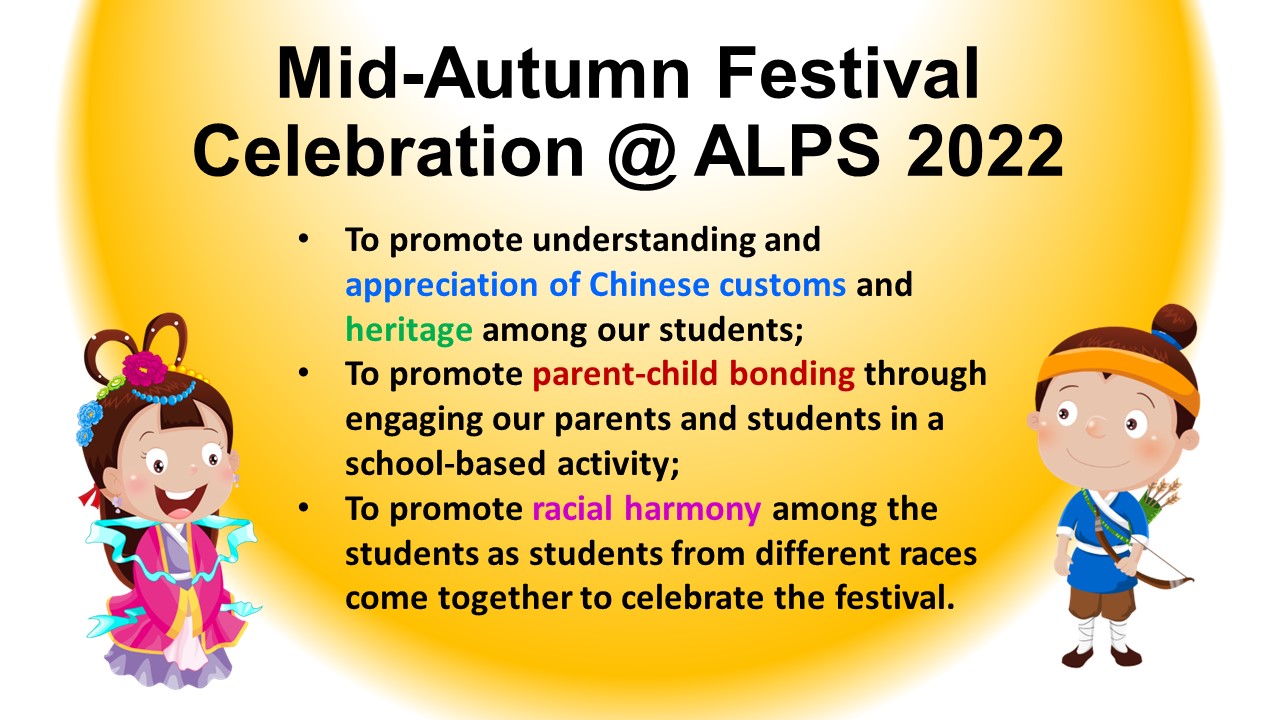 Mid-Autumn Festival
Celebration @ ALPS 2022
• To promote understanding and
appreciation of Chinese customs and
heritage among our students;
• To promote parent-child bonding through
engaging our parents and students in a
school-based activity;
• To promote racial harmony among the
students as students from different races
come together to celebrate the festival.